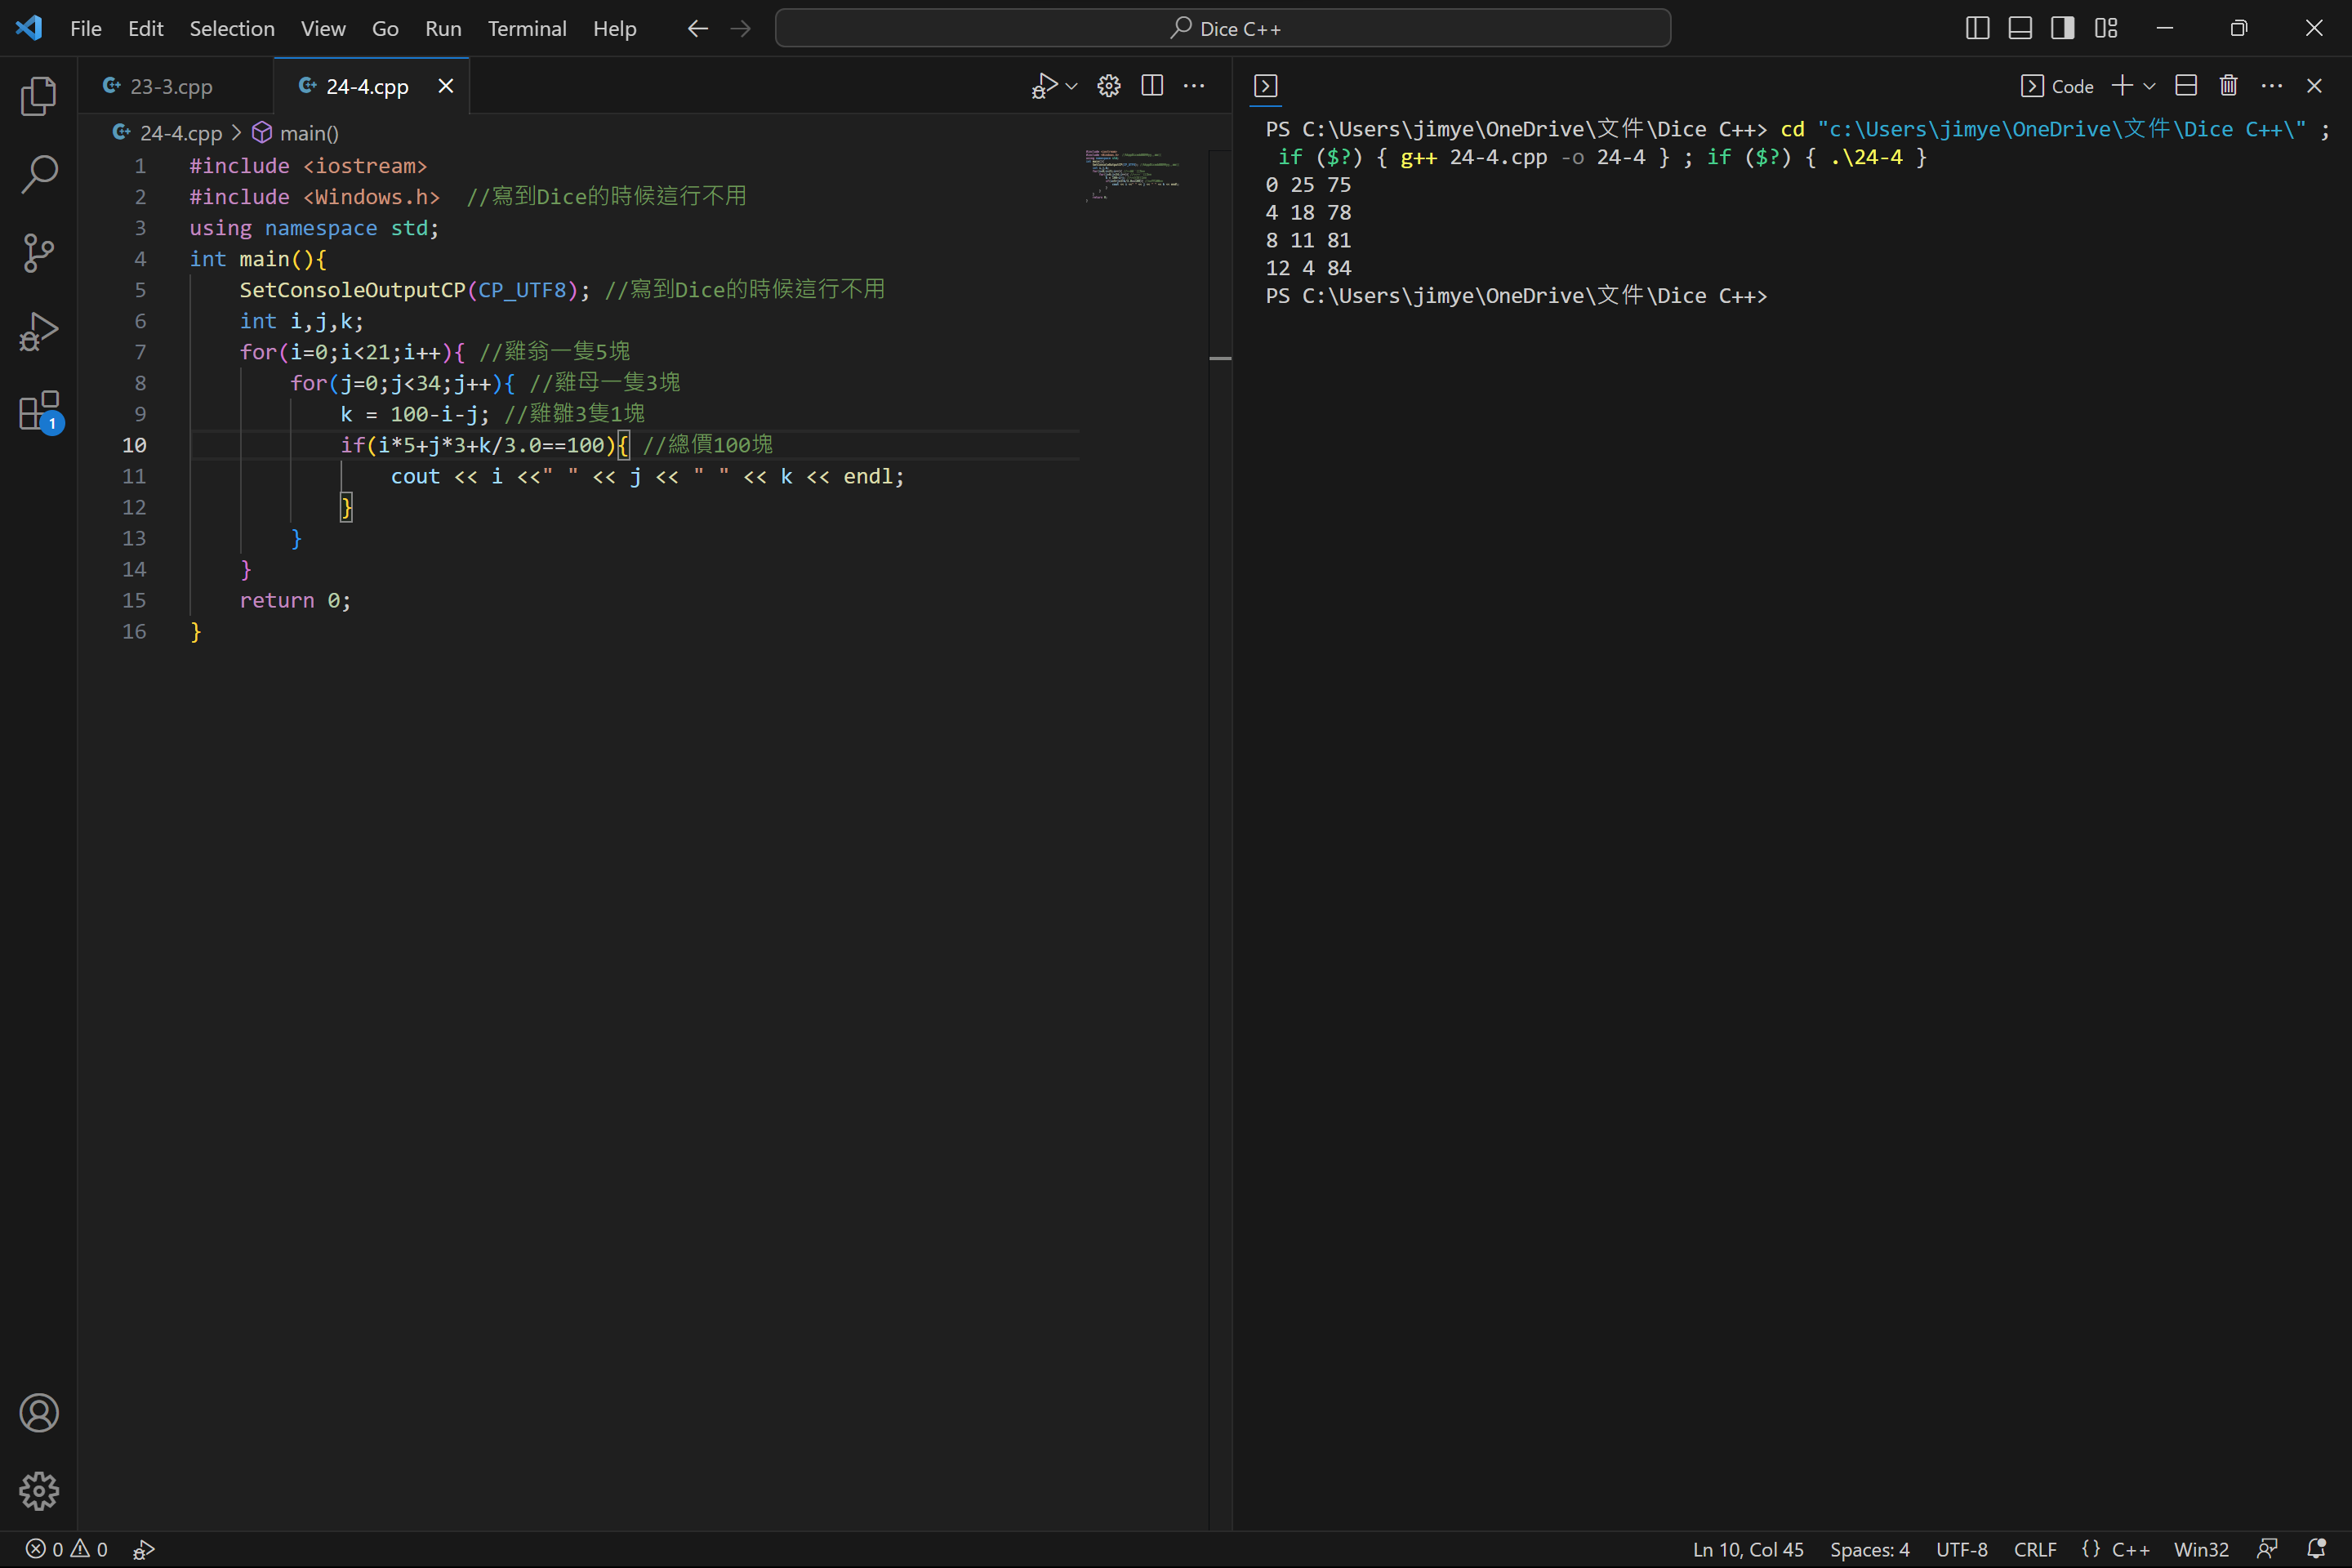 File Edit Selection View Go Run Terminal Help Dice C++
23-3.cpp 24-4.cpp
24-4.cpp > main()
1 #include <iostream>
2 #include <Windows.h> //寫到Dice的時候這行不用
3 using namespace std;
4 int main(){
5 SetConsoleOutputCP(CP_UTF8); //寫到Dice的時候這行不用
6 int i,j,k;
7 for(i=0;i<21;i++){ //雞翁一隻5塊
8 for(j=0;j<34;j++){ //雞母一隻3塊
9 k = 100-i-j; //雞雛3隻1塊
10 if(i*5+j*3+k/3.0==100){ //總價100塊
11 cout << i <<" " << j << " " << k << endl;
12 }
13 }
14 }
15 return 0;
16 }
Code
PS C:\Users\jimye\OneDrive\文件\Dice C++> cd "c:\Users\jimye\OneDrive\文件\Dice C++\" ;
if ($?) { g++ 24-4.cpp -o 24-4 } ; if ($?) { .\24-4 }
0 25 75
4 18 78
8 11 81
12 4 84
PS C:\Users\jimye\OneDrive\文件\Dice C++>
1
0 0 Ln 10, Col 45 Spaces: 4 UTF-8 CRLF {} C++ Win32